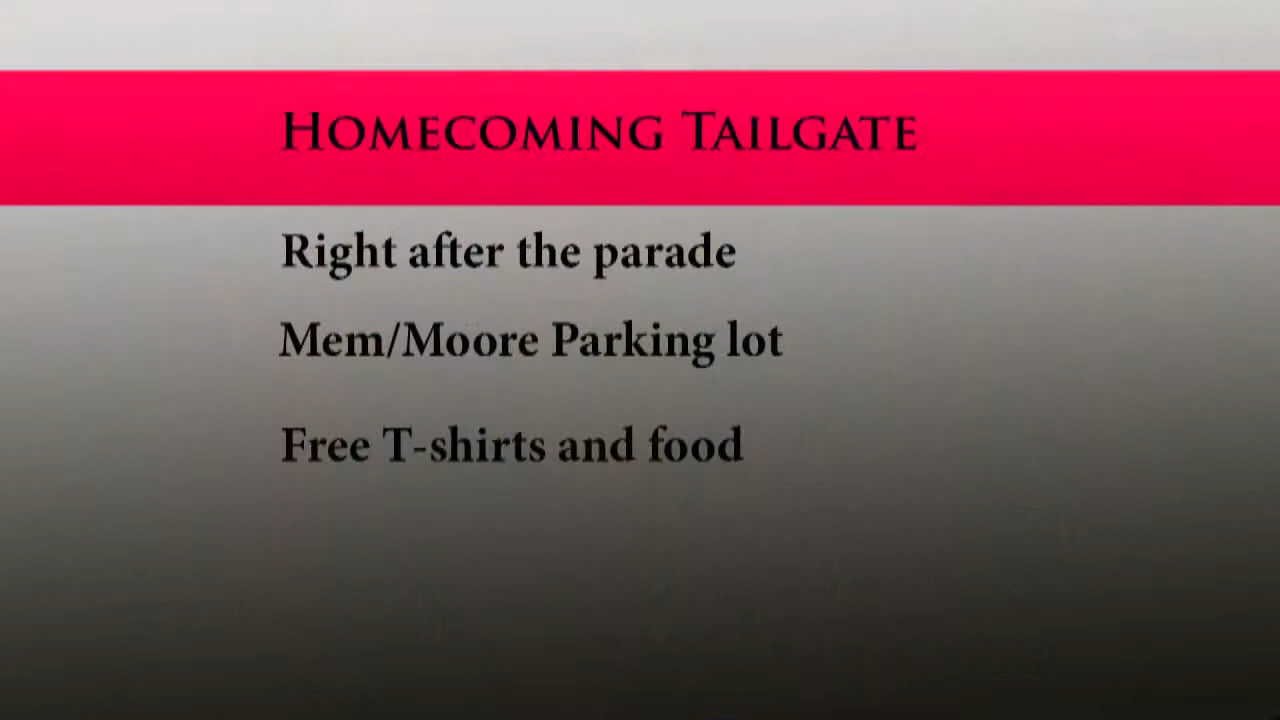 Homecoming Tailgate
Right after the parade
Mem/Moore Parking lot
Free T-shirts and food